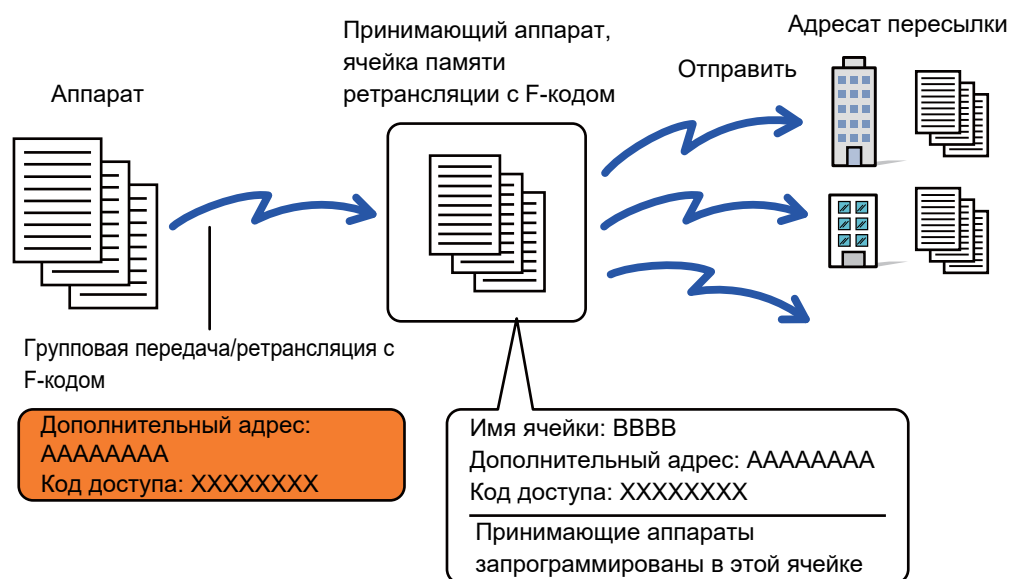 Аппарат
Принимающий аппарат,
ячейка памяти
ретрансляции с F-кодом
Отправить
Адресат пересылки
Групповая передача/ретрансляция с
F-кодом
Дополнительный адрес:
AAAAAAAA
Код доступа: XXXXXXXX
Имя ячейки: BBBB
Дополнительный адрес: AAAAAAAA
Код доступа: XXXXXXXX
Принимающие аппараты
запрограммированы в этой ячейке